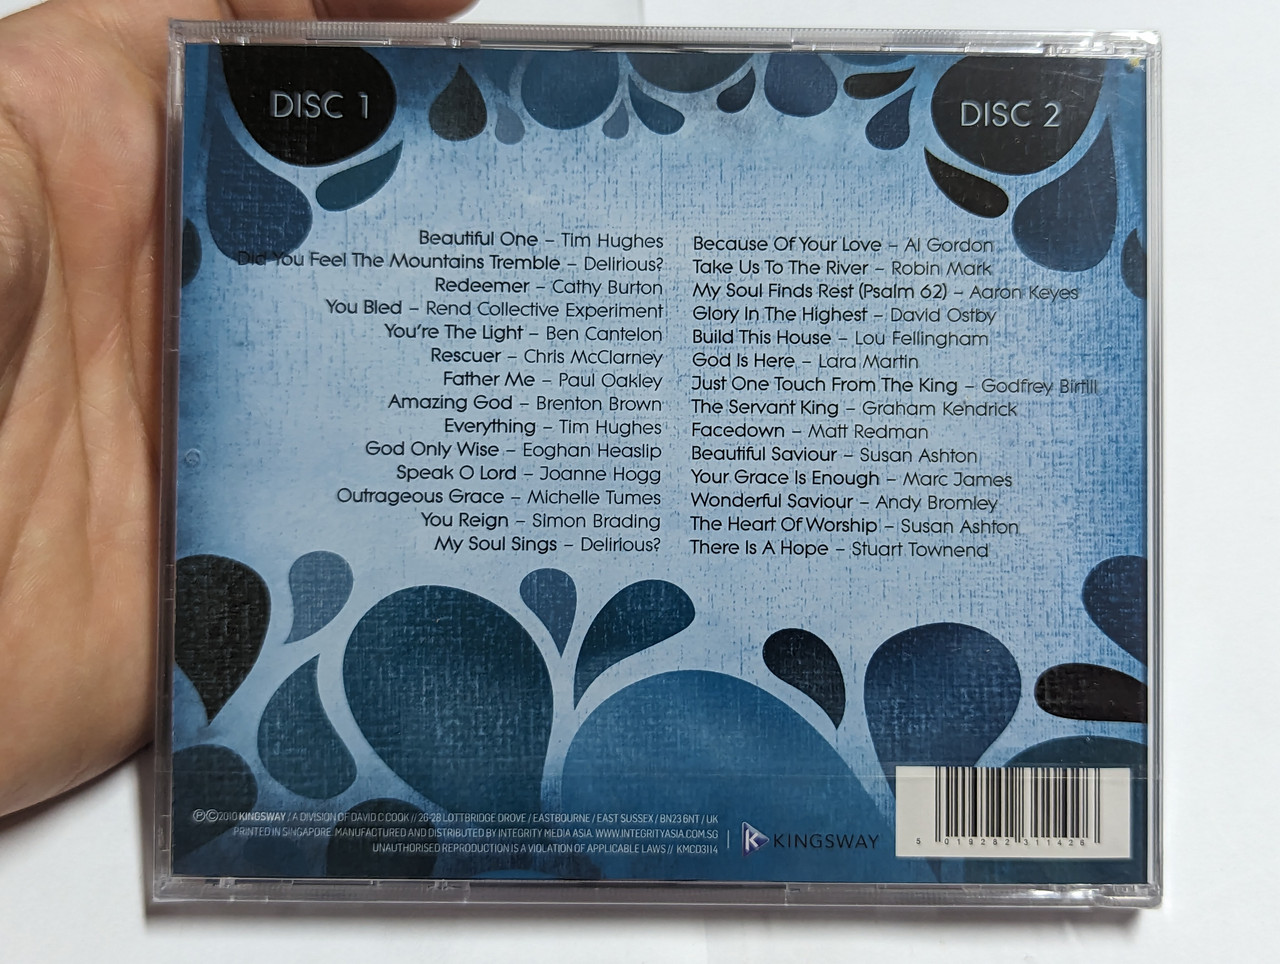 DISC 1
DISC 2
Beautiful One – Tim Hughes
Did You Feel The Mountains Tremble – Delirious?
Redeemer – Cathy Burton
You Bled – Rend Collective Experiment
You're The Light – Ben Cantelon
Rescuer – Chris McClarney
Father Me – Paul Oakley
Amazing God – Brenton Brown
Everything – Tim Hughes
God Only Wise – Eoghan Heaslip
Speak O Lord – Joanne Hogg
Outrageous Grace – Michelle Tumes
You Reign – Simon Brading
My Soul Sings – Delirious?
Because Of Your Love – Al Gordon
Take Us To The River – Robin Mark
My Soul Finds Rest (Psalm 62) – Aaron Keyes
Glory In The Highest – David Ostby
Build This House – Lou Fellingham
God Is Here – Lara Martin
Just One Touch From The King – Godfrey Birtill
The Servant King – Graham Kendrick
Facedown – Matt Redman
Beautiful Saviour – Susan Ashton
Your Grace Is Enough – Marc James
Wonderful Saviour – Andy Bromley
The Heart Of Worship – Susan Ashton
There Is A Hope – Stuart Townend
℗©2010 KINGSWAY / A DIVISION OF DAVID C COOK // 26-28 LOTTBRIDGE DROVE / EASTBOURNE / EAST SUSSEX / BN23 6NT / UK
PRINTED IN SINGAPORE. MANUFACTURED AND DISTRIBUTED BY INTEGRITY MEDIA ASIA. WWW.INTEGRITYASIA.COM.SG
UNAUTHORISED REPRODUCTION IS A VIOLATION OF APPLICABLE LAWS // KMCD3114
KINGSWAY
5 019282 311426